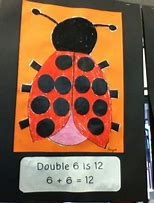 Double 6 is 12
6 + 6 = 12